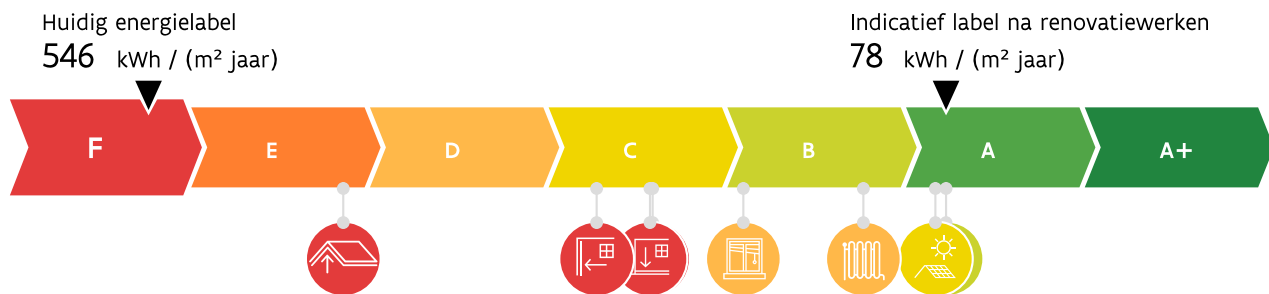 Huidig energielabel
546 kWh / (m² jaar)
Indicatief label na renovatiewerken
78 kWh / (m² jaar)
F E D C B A A+